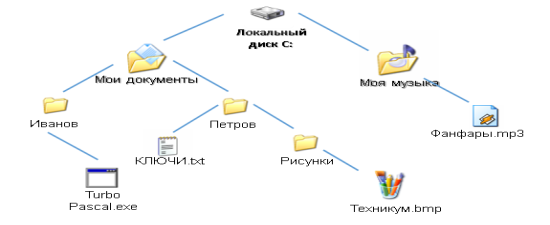 Локальный
диск C:
Мои документы
Моя музыка
Иванов
Петров
Фанфары.mp3
КЛЮЧИ.txt
Рисунки
Turbo
Pascal.exe
Техникум.bmp